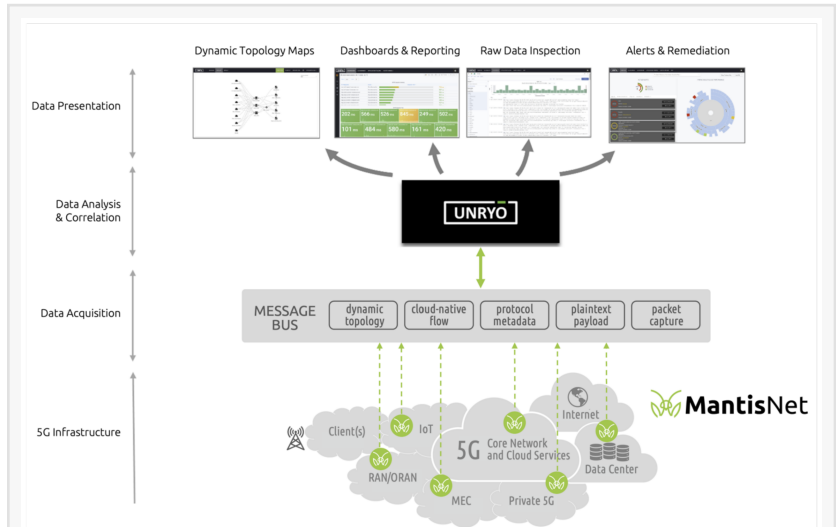 Dynamic Topology Maps
Dashboards & Reporting
Raw Data Inspection
Alerts & Remediation
Data Presentation
Data Analysis
& Correlation
UNRYO
Data Acquisition
MESSAGE
BUS
dynamic
topology
cloud-native
flow
protocol
metadata
plaintext
payload
packet
capture
5G Infrastructure
Client(s)
IoT
RAN/ORAN
MEC
5G
Core Network
and Cloud Services
Private 5G
Internet
Data Center
MantisNet